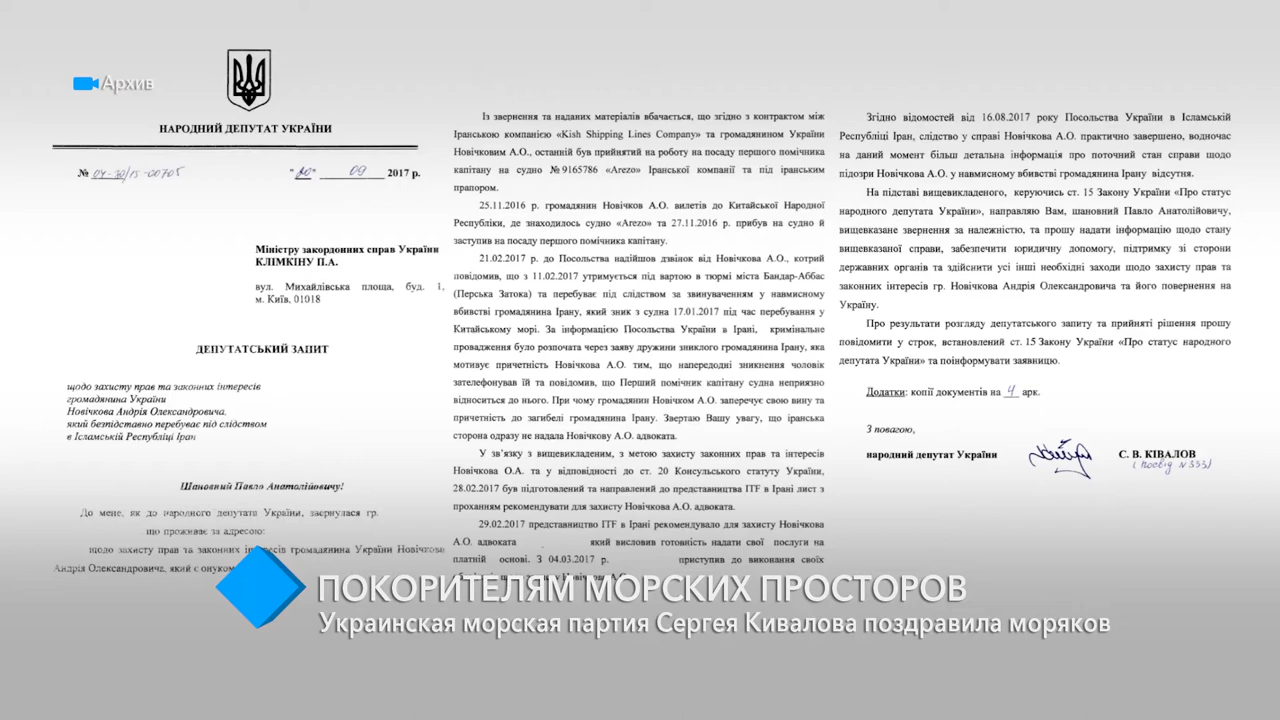 Архив
НАРОДНИЙ ДЕПУТАТ УКРАЇНИ
№ 04-30/15-00705 "20" 09 2017 р.
Міністру закордонних справ України
КЛІМКІНУ П.А.
вул. Михайлівська площа, буд. 1,
м. Київ, 01018
ДЕПУТАТСЬКИЙ ЗАПИТ
щодо захисту прав та законних інтересів
громадянина України
Новічкова Андрія Олександровича.
який безпідставно перебуває під слідством
в Ісламській Республіці Іран
Шановний Павло Анатолійовичу!
До мене, як до народного депутата України, звернулася гр.
що проживає за адресою:
щодо захисту прав та законних інтересів громадянина України Новічкова
Андрія Олександровича, який є онуком
Із звернення та наданих матеріалів вбачається, що згідно з контрактом між
Іранською компанією «Kish Shipping Lines Company» та громадянином України
Новічковим А.О., останній був прийнятий на роботу на посаду першого помічника
капітану на судно №9165786 «Arezo» Іранської компанії та під іранським
прапором.
25.11.2016 р. громадянин Новічков А.О. вилетів до Китайської Народної
Республіки, де знаходилось судно «Arezo» та 27.11.2016 р. прибув на судно й
заступив на посаду першого помічника капітану.
21.02.2017 р. до Посольства надійшов дзвінок від Новічкова А.О., котрий
повідомив, що з 11.02.2017 утримується під вартою в тюрмі міста Бандар-Аббас
(Перська Затока) та перебуває під слідством за звинуваченням у навмисному
вбивстві громадянина Ірану, який зник з судна 17.01.2017 під час перебування у
Китайському морі. За інформацією Посольства України в Ірані, кримінальне
провадження було розпочата через заяву дружини зниклого громадянина Ірану, яка
мотивує причетність Новічкова А.О. тим, що напередодні зникнення чоловік
зателефонував їй та повідомив, що Перший помічник капітану судна неприязно
відноситься до нього. При чому громадянин Новічком А.О. заперечує свою вину та
причетність до загибелі громадянина Ірану. Звертаю Вашу увагу, що іранська
сторона одразу не надала Новічкову А.О. адвоката.
У зв'язку з вищевикладеним, з метою захисту законних прав та інтересів
Новічкова О.А. та у відповідності до ст. 20 Консульського статуту України,
28.02.2017 був підготовлений та направлений до представництва ITF в Ірані лист з
проханням рекомендувати для захисту Новічкова А.О. адвоката.
29.02.2017 представництво ITF в Ірані рекомендувало для захисту Новічкова
А.О. адвоката який висловив готовність надати свої послуги на
платній основі. З 04.03.2017 р. приступив до виконання своїх
Згідно відомостей від 16.08.2017 року Посольства України в Ісламській
Республіці Іран, слідство у справі Новічкова А.О. практично завершено, водночас
на даний момент більш детальна інформація про поточний стан справи щодо
підозри Новічкова А.О. у навмисному вбивстві громадянина Ірану відсутня.
На підставі вищевикладеного, керуючись ст. 15 Закону України «Про статус
народного депутата України», направляю Вам, шановний Павло Анатолійовичу,
вищевказане звернення за належністю, та прошу надати інформацію щодо стану
вищевказаної справи, забезпечити юридичну допомогу, підтримку зі сторони
державних органів та здійснити усі інші необхідні заходи щодо захисту прав та
законних інтересів гр. Новічкова Андрія Олександровича та його повернення на
Україну.
Про результати розгляду депутатського запиту та прийняті рішення прошу
повідомити у строк, встановлений ст. 15 Закону України «Про статус народного
депутата України» та поінформувати заявницю.
Додатки: копії документів на 4 арк.
З повагою,
народний депутат України С. В. КІВАЛОВ
(посвід N 333)
ПОКОРИТЕЛЯМ МОРСКИХ ПРОСТОРОВ
Украинская морская партия Сергея Кивалова поздравила моряков